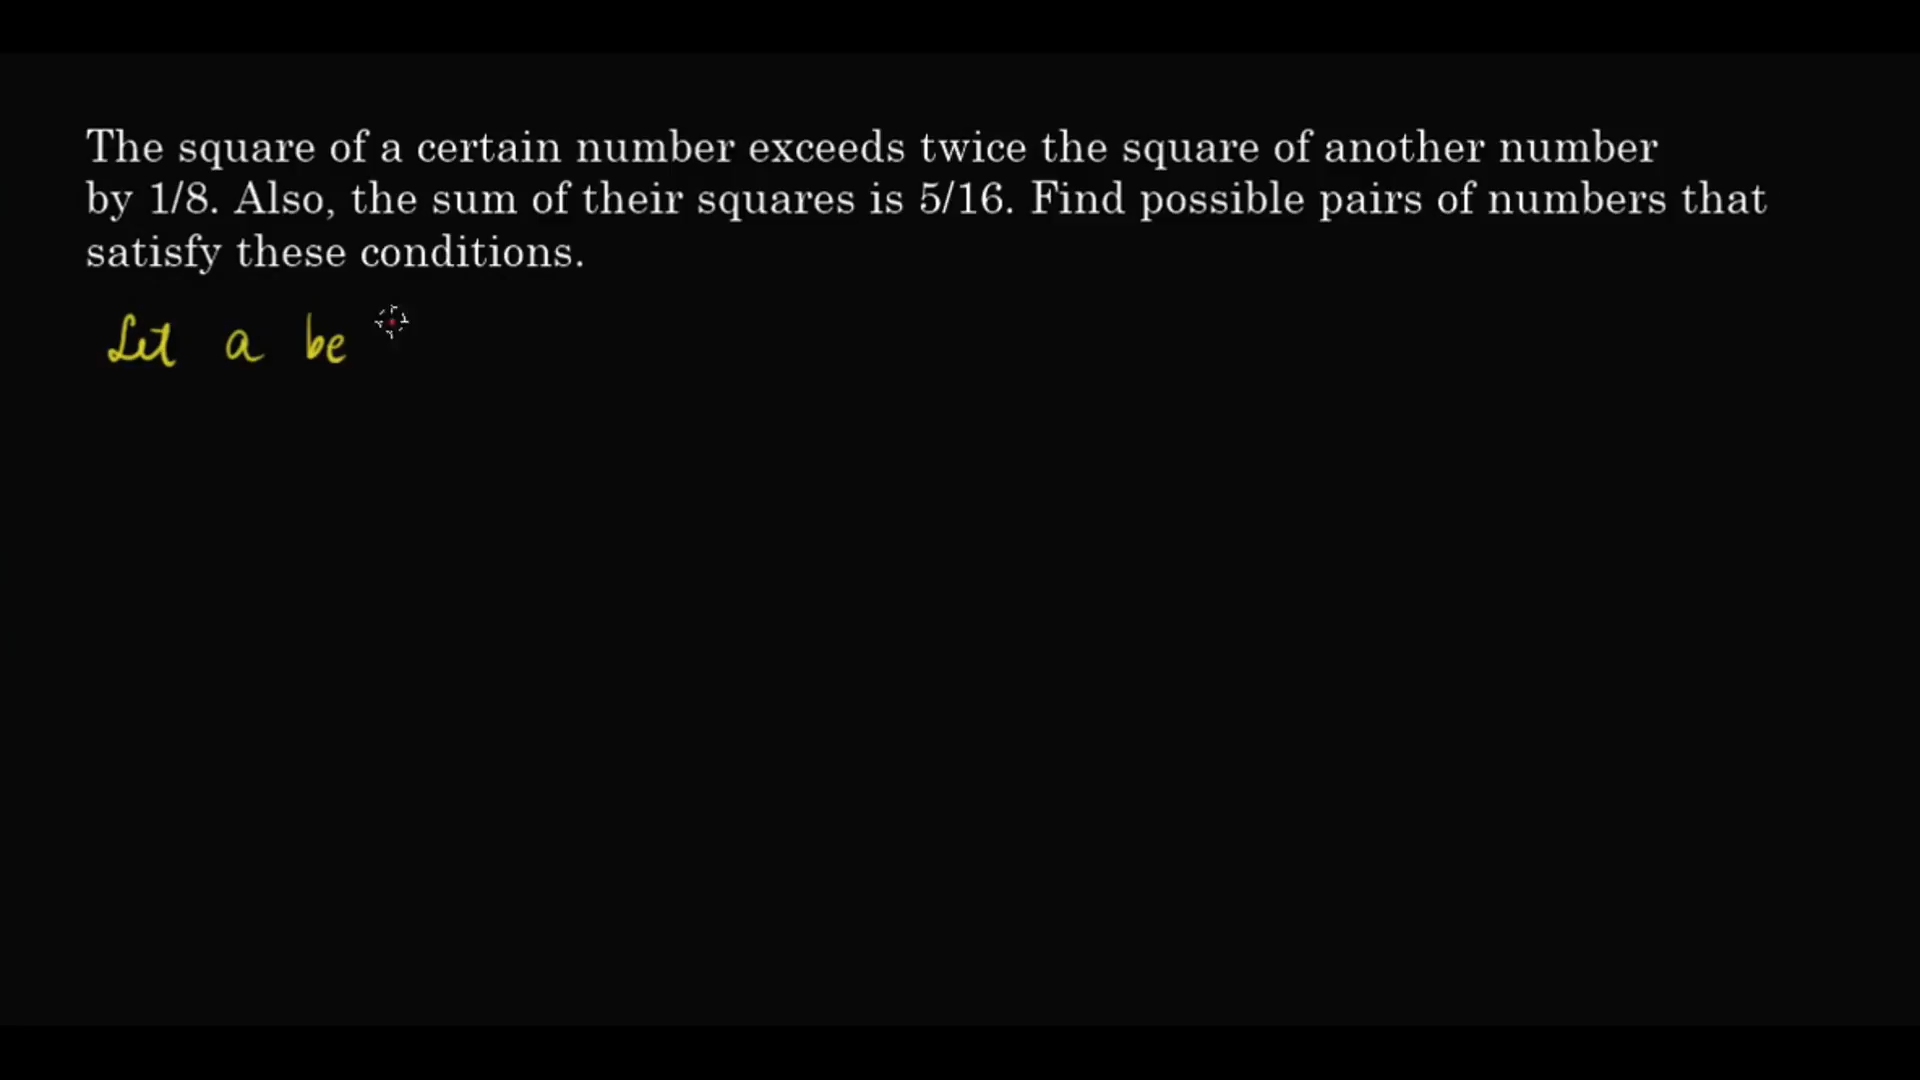 The square of a certain number exceeds twice the square of another number
by 1/8. Also, the sum of their squares is 5/16. Find possible pairs of numbers that
satisfy these conditions.
Let a be